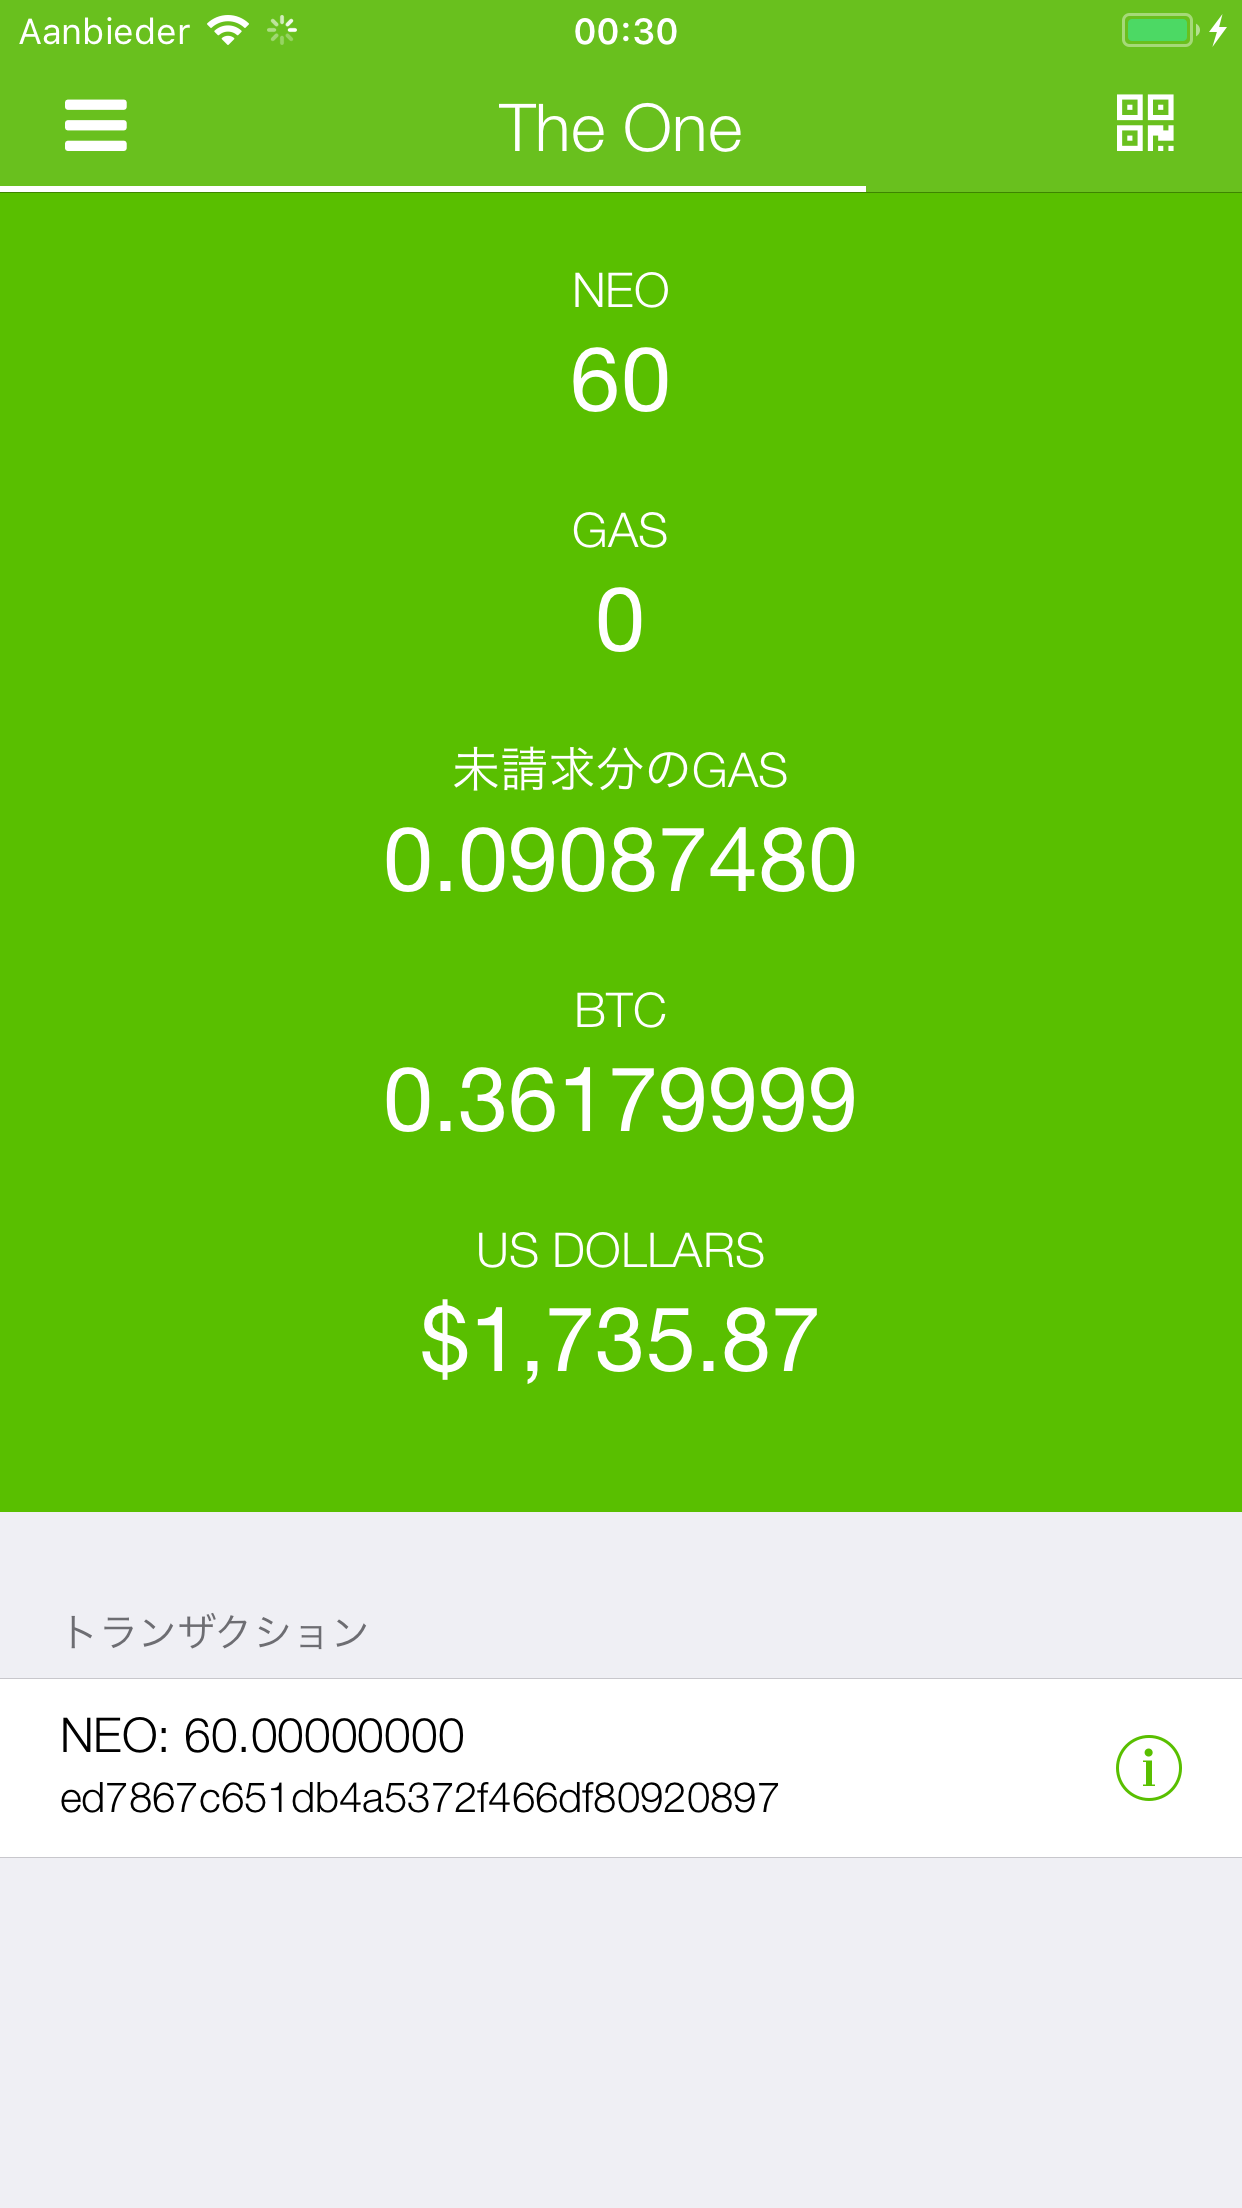 Aanbieder 00:30
The One
NEO
60
GAS
0
未請求分のGAS
0.09087480
BTC
0.36179999
US DOLLARS
$1,735.87
トランザクション
NEO: 60.00000000
ed7867c651db4a5372f466df80920897